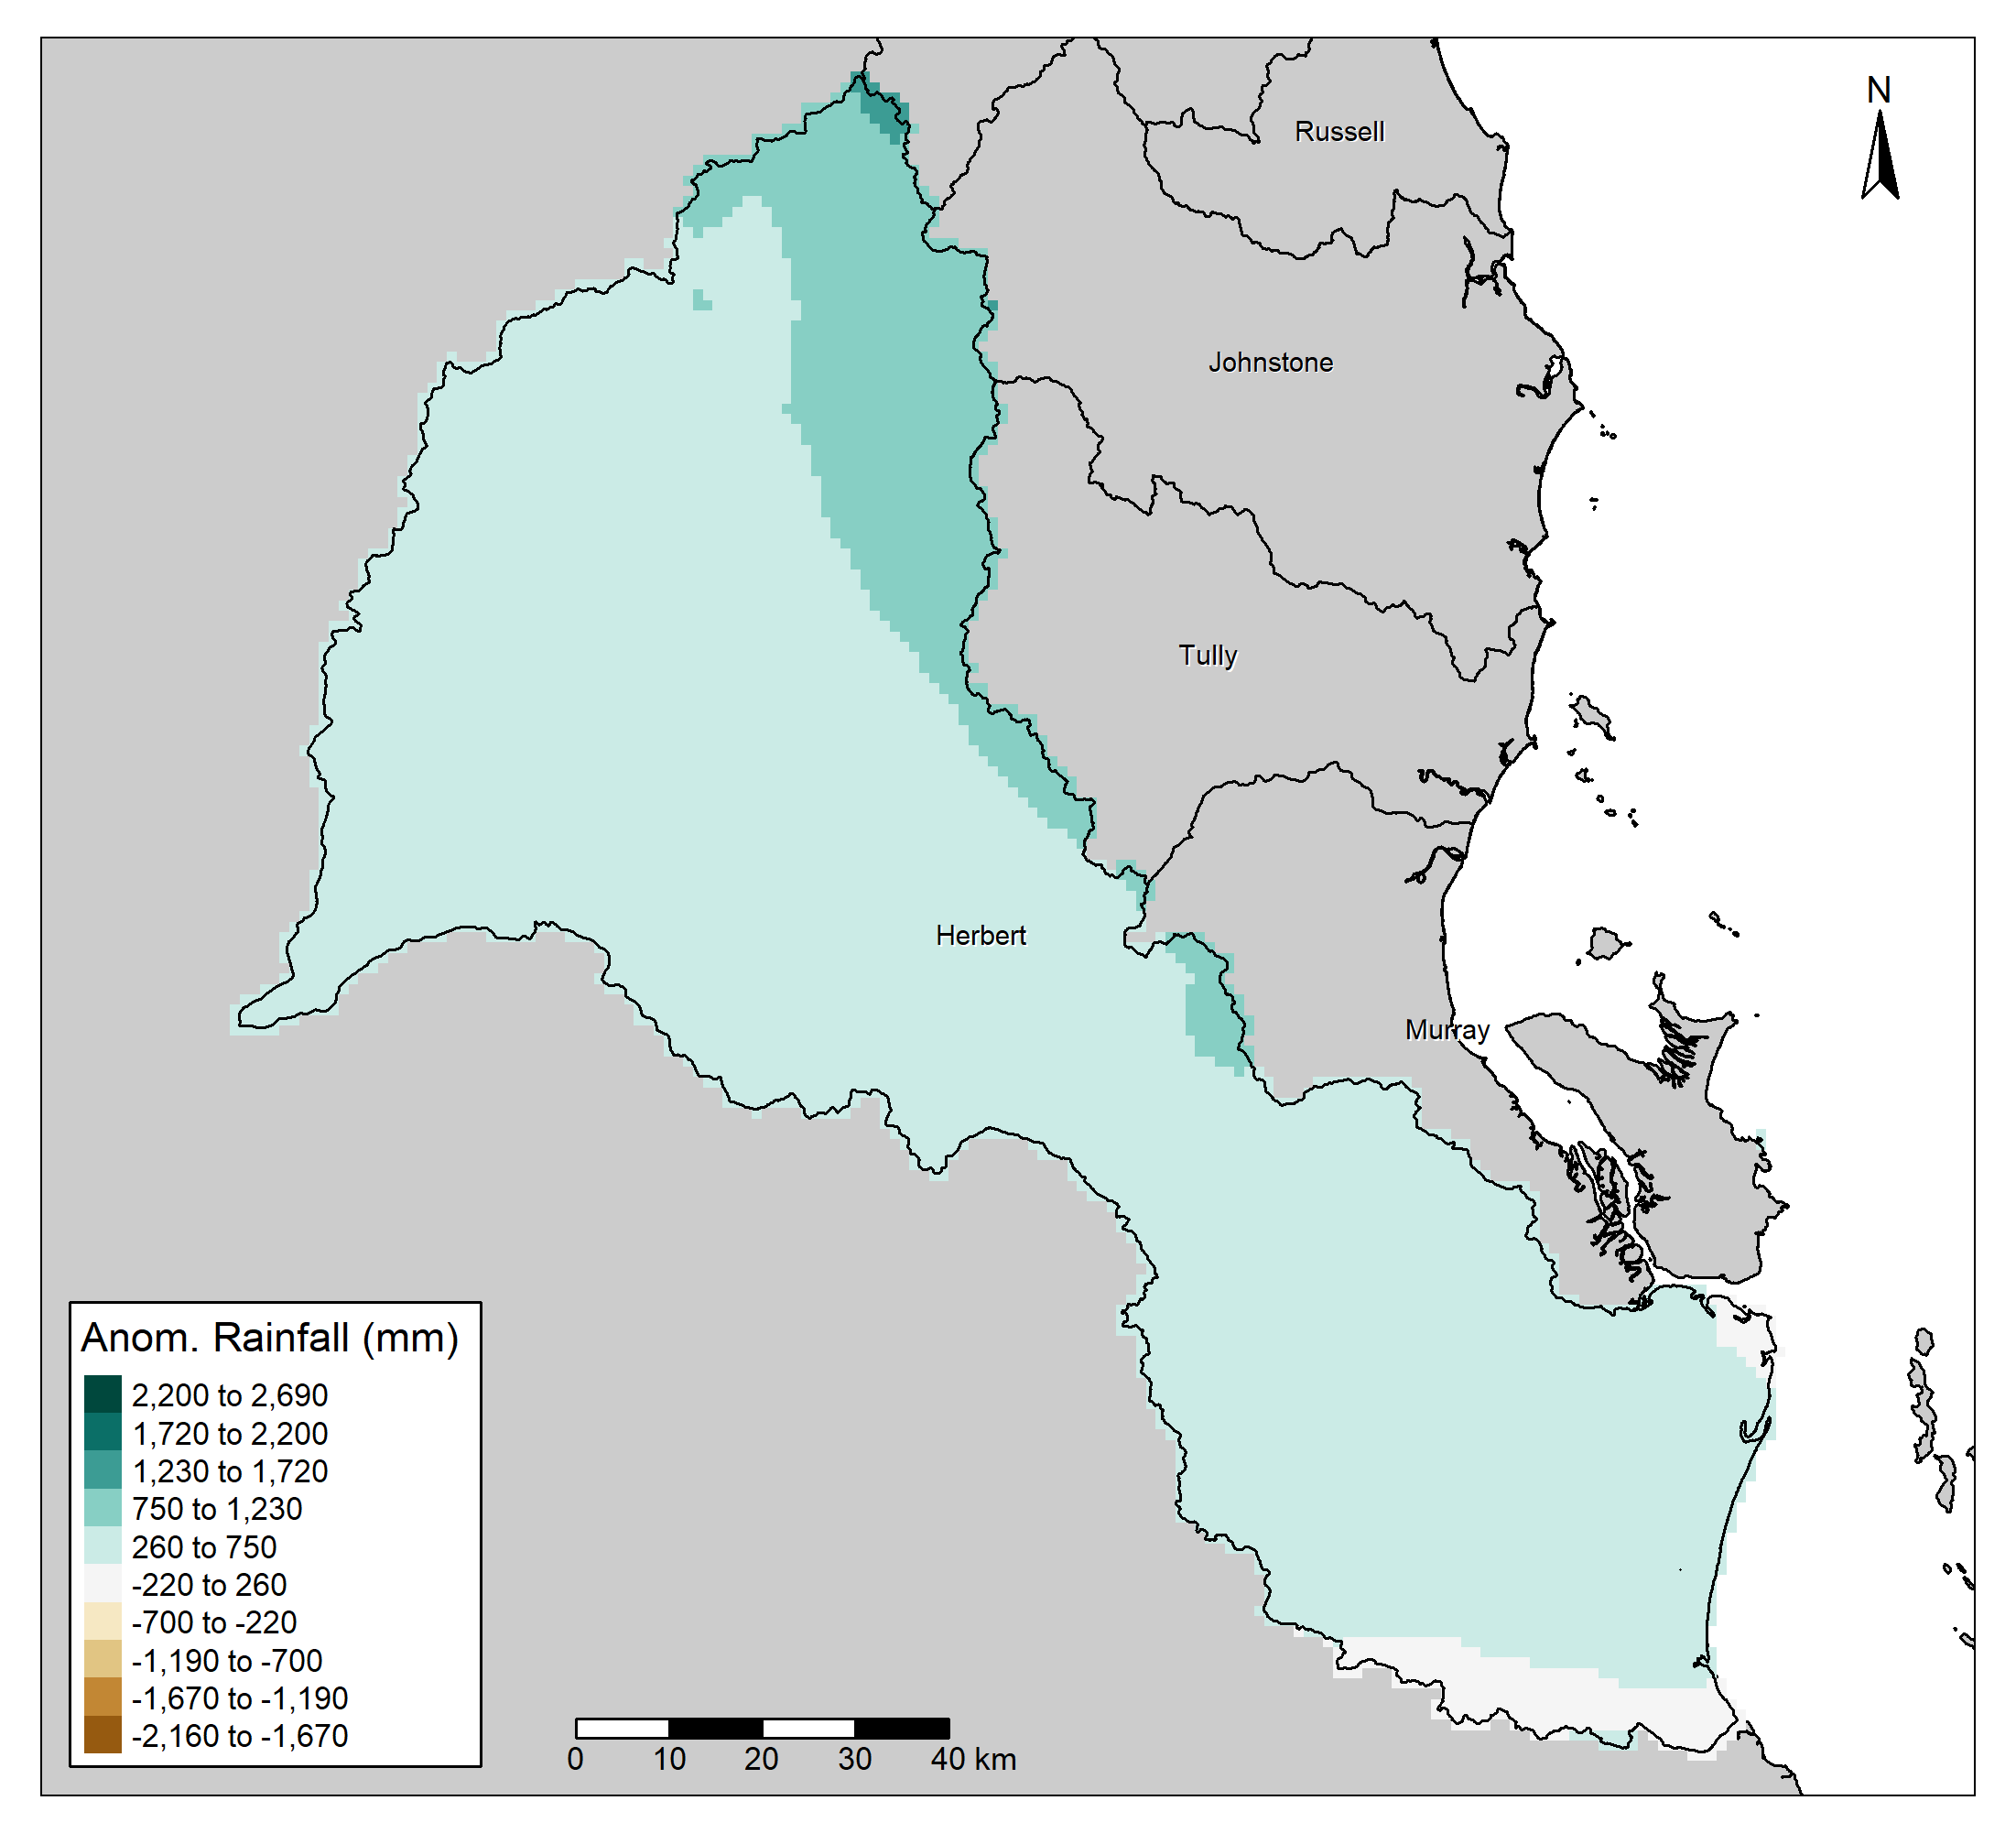 N
Russell
Johnstone
Tully
Herbert
Murray
Anom. Rainfall (mm)
2,200 to 2,690
1,720 to 2,200
1,230 to 1,720
750 to 1,230
260 to 750
-220 to 260
-700 to -220
-1,190 to -700
-1,670 to -1,190
-2,160 to -1,670
0 10 20 30 40 km